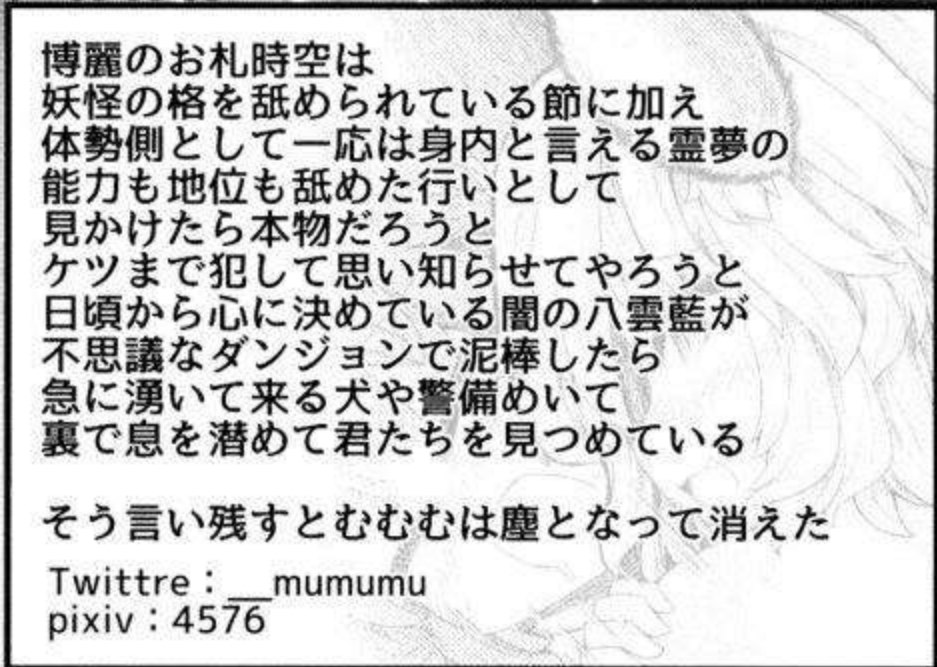 博麗のお札時空は
妖怪の格を舐められている節に加え
体勢側として一応は身内と言える霊夢の
能力も地位も舐めた行いとして
見かけたら本物だろうと
ケツまで犯して思い知らせてやろうと
日頃から心に決めている闇の八雲藍が
不思議なダンジョンで泥棒したら
急に湧いて来る犬や警備めいて
裏で息を潜めて君たちを見つめている
そう言い残すとむむむは塵となって消えた
Twittre：__mumumu
pixiv：4576